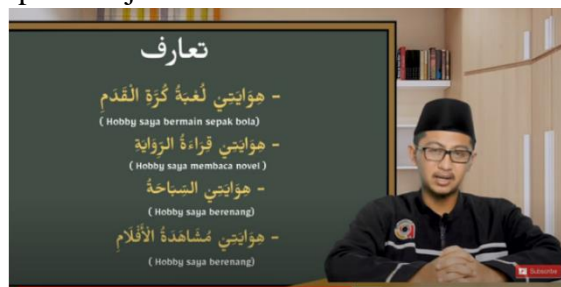 تعارف
- هِوَايَتِيْ لُعْبَةُ كُرَّةِ الْقَدَمِ
( Hobby saya bermain sepak bola)
- هِوَايَتِيْ قِرَاءَةُ الرِّوَايَةِ
( Hobby saya membaca novel )
- هِوَايَتِيْ السِّبَاحَةُ
( Hobby saya berenang)
- هِوَايَتِيْ مُشَاهَدَةُ الْأَفْلَامِ
( Hobby saya berenang)
Subscribe